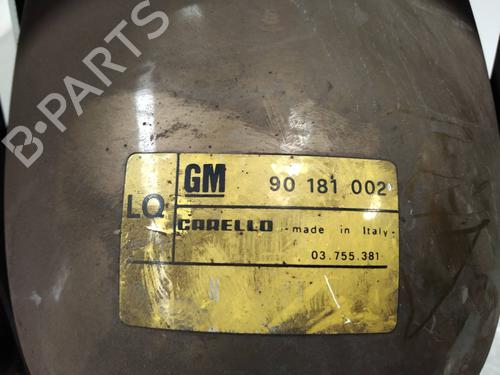 B-PARTS
GM 90 181 002
LQ
CARELLO made in Italy
03.755.381